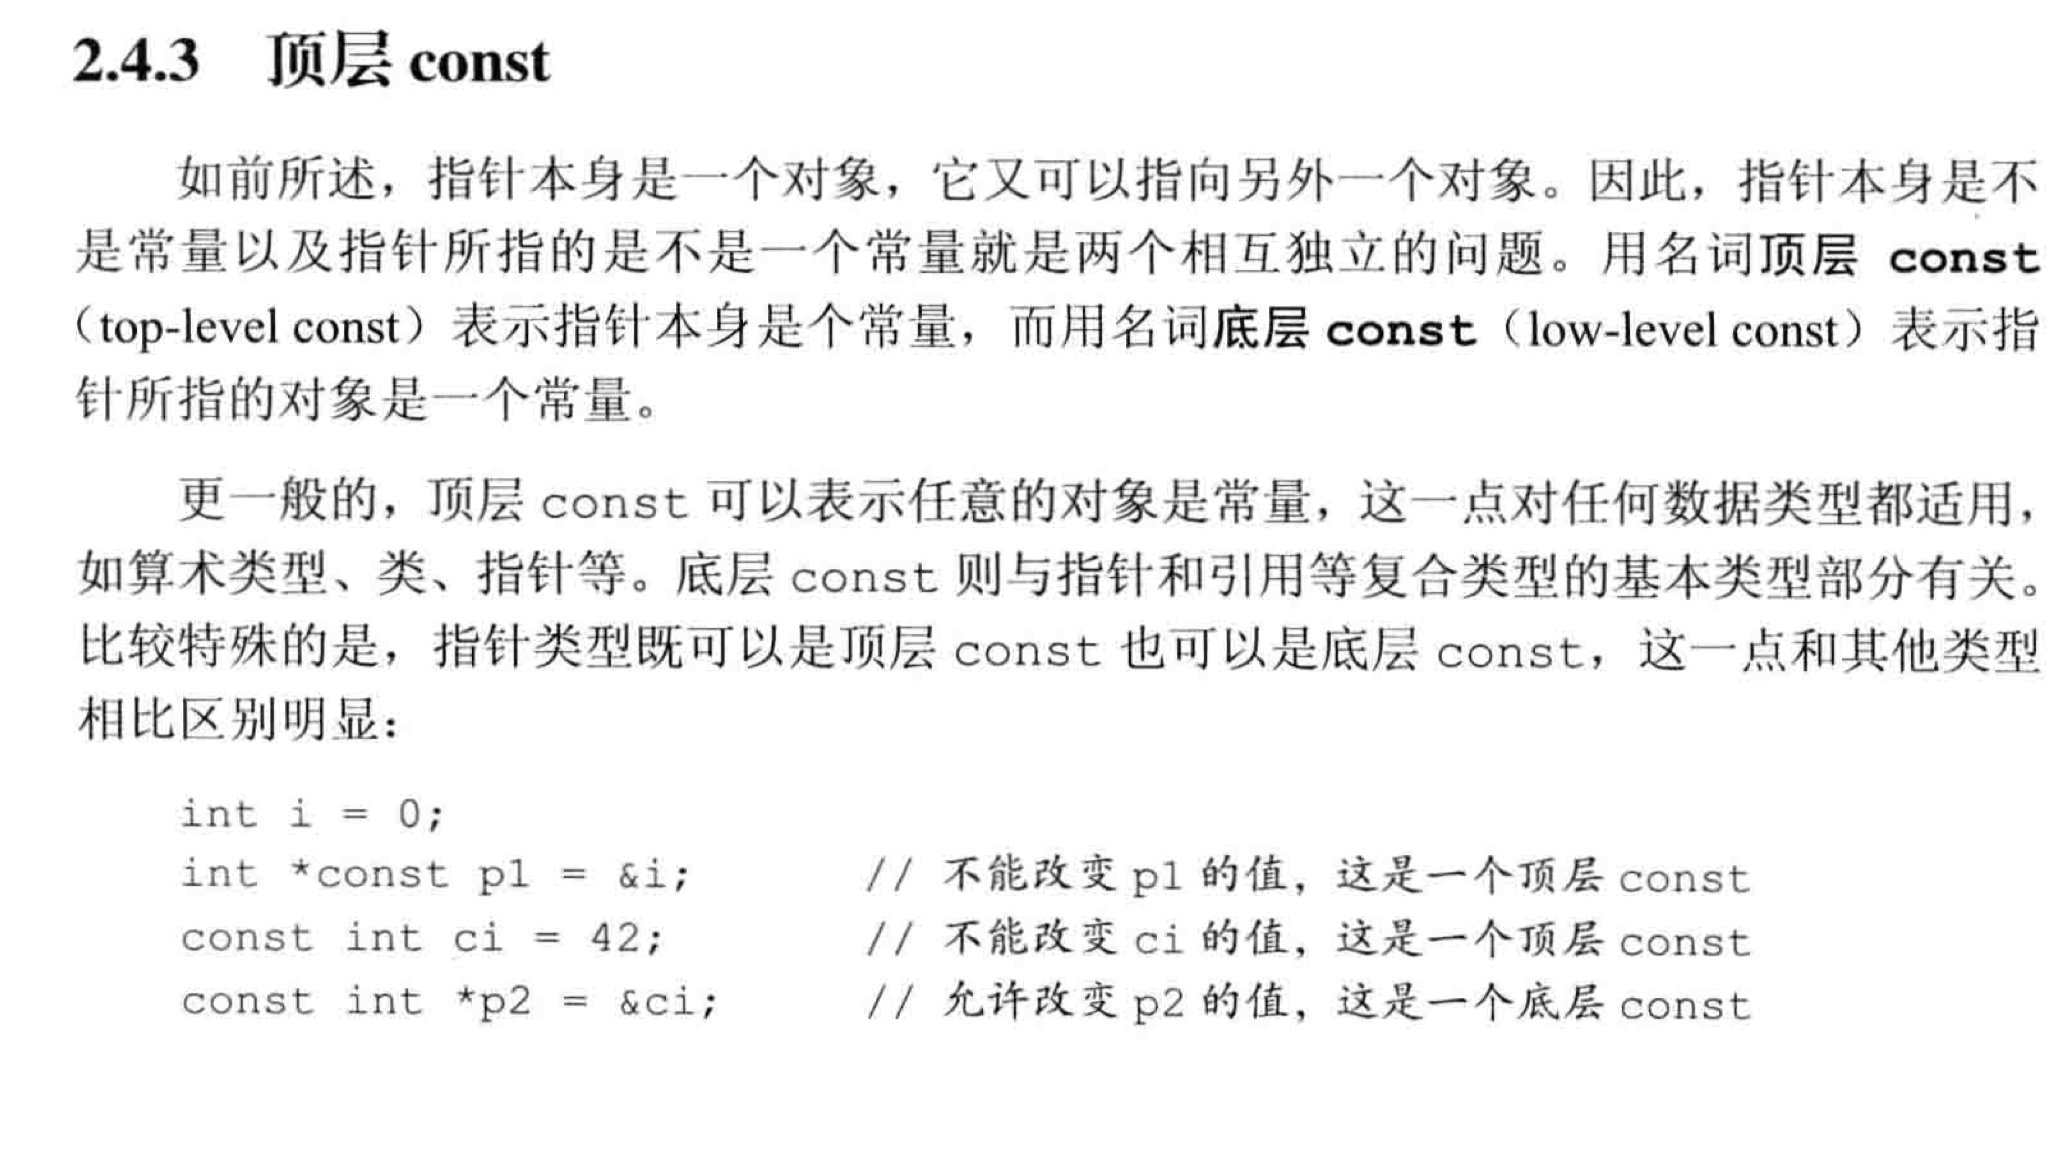 2.4.3 顶层 const
如前所述，指针本身是一个对象，它又可以指向另外一个对象。因此，指针本身是不
是常量以及指针所指的是不是一个常量就是两个相互独立的问题。用名词顶层 const
（top-level const）表示指针本身是个常量，而用名词底层 const（low-level const）表示指
针所指的对象是一个常量。
更一般的，顶层 const 可以表示任意的对象是常量，这一点对任何数据类型都适用，
如算术类型、类、指针等。底层 const 则与指针和引用等复合类型的基本类型部分有关。
比较特殊的是，指针类型既可以是顶层 const 也可以是底层 const，这一点和其他类型
相比区别明显：
int i = 0;
int *const p1 = &i; // 不能改变 p1 的值，这是一个顶层 const
const int ci = 42; // 不能改变 ci 的值，这是一个顶层 const
const int *p2 = &ci; // 允许改变 p2 的值，这是一个底层 const